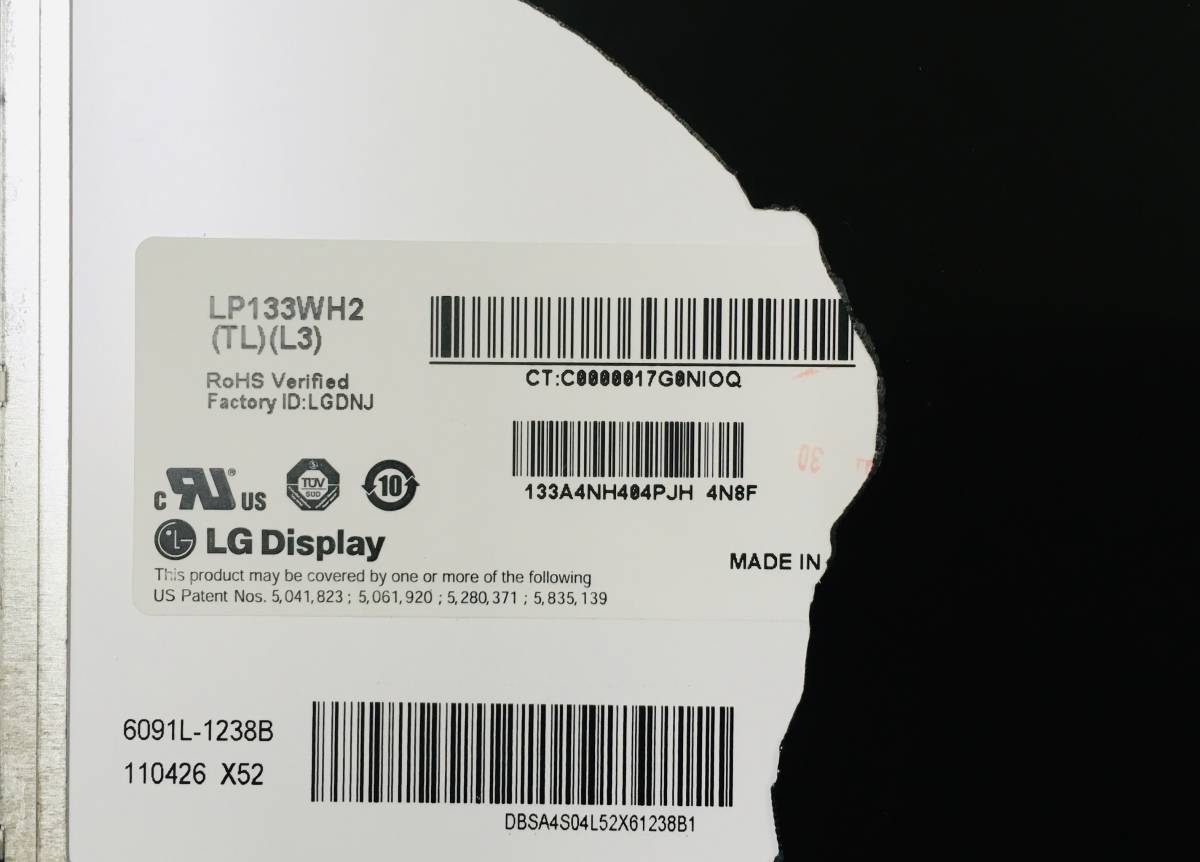 LP133WH2
(TL)(L3)
RoHS Verified
Factory ID:LGDNJ
CT:C0000017G0NIOQ
133A4NH404PJH 4N8F
c RU ® US
TÜV
SÜD
10
LG Display
MADE IN
This product may be covered by one or more of the following
US Patent Nos. 5,041,823 ; 5,061,920 ; 5,280,371 ; 5,835,139
30
6091L-1238B
110426 X52
DBSA4S04L52X61238B1